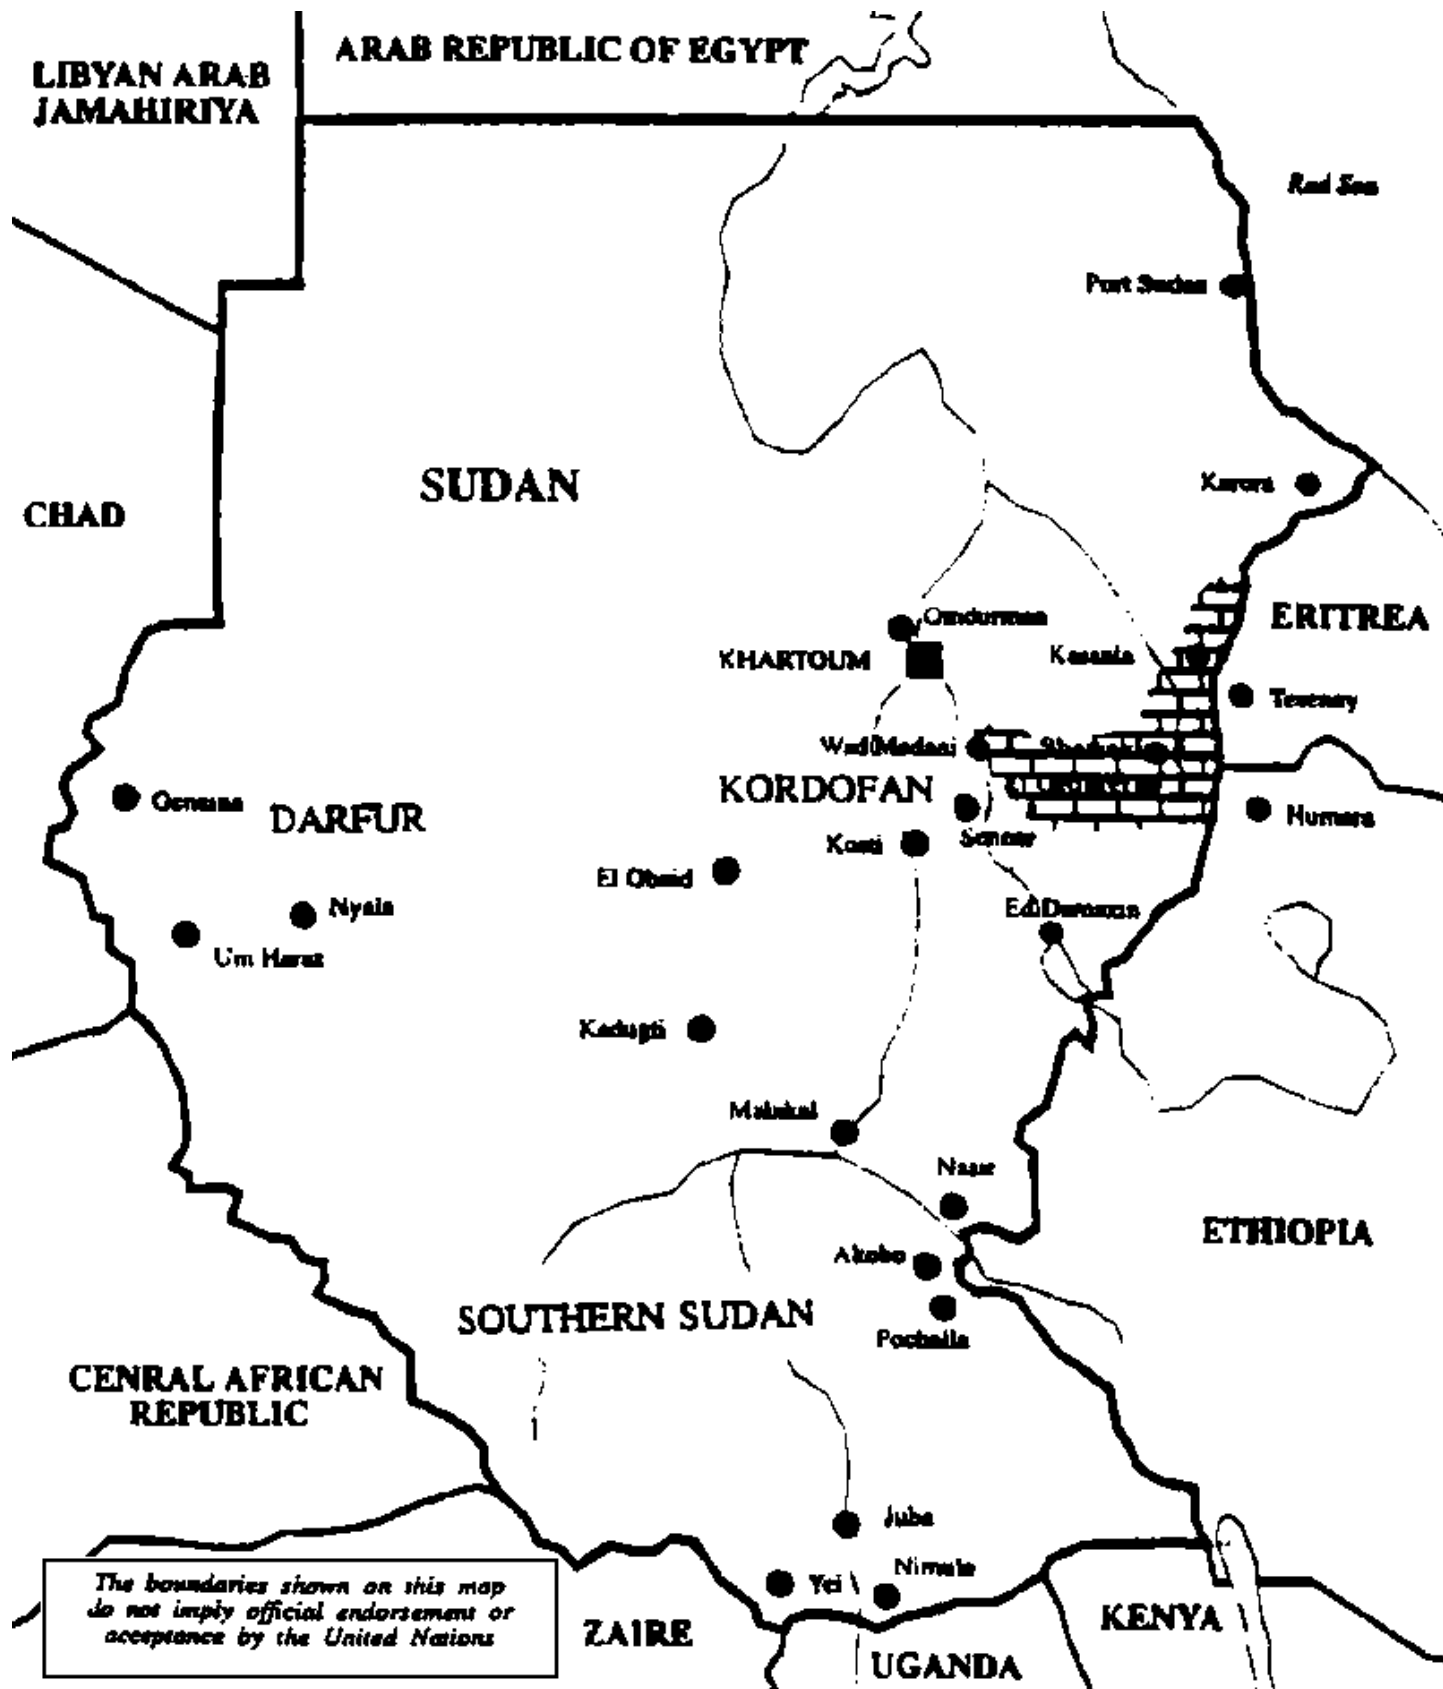 ARAB REPUBLIC OF EGYPT
LIBYAN ARAB
JAMAHIRIYA
Red Sea
Port Sudan
SUDAN
Karora
CHAD
ERITREA
Omdurman
KHARTOUM
Kassala
Teseney
Wad Medani
KORDOFAN
Geneina
DARFUR
Humera
Sennar
Kosti
El Obeid
Nyala
Ed Damazin
Um Haraz
Kadugli
Malakal
Nasir
ETHIOPIA
Akobo
SOUTHERN SUDAN
Pochalla
CENRAL AFRICAN
REPUBLIC
Juba
Nimule
Yei
The boundaries shown on this map
do not imply official endorsement or
acceptance by the United Nations
KENYA
ZAIRE
UGANDA